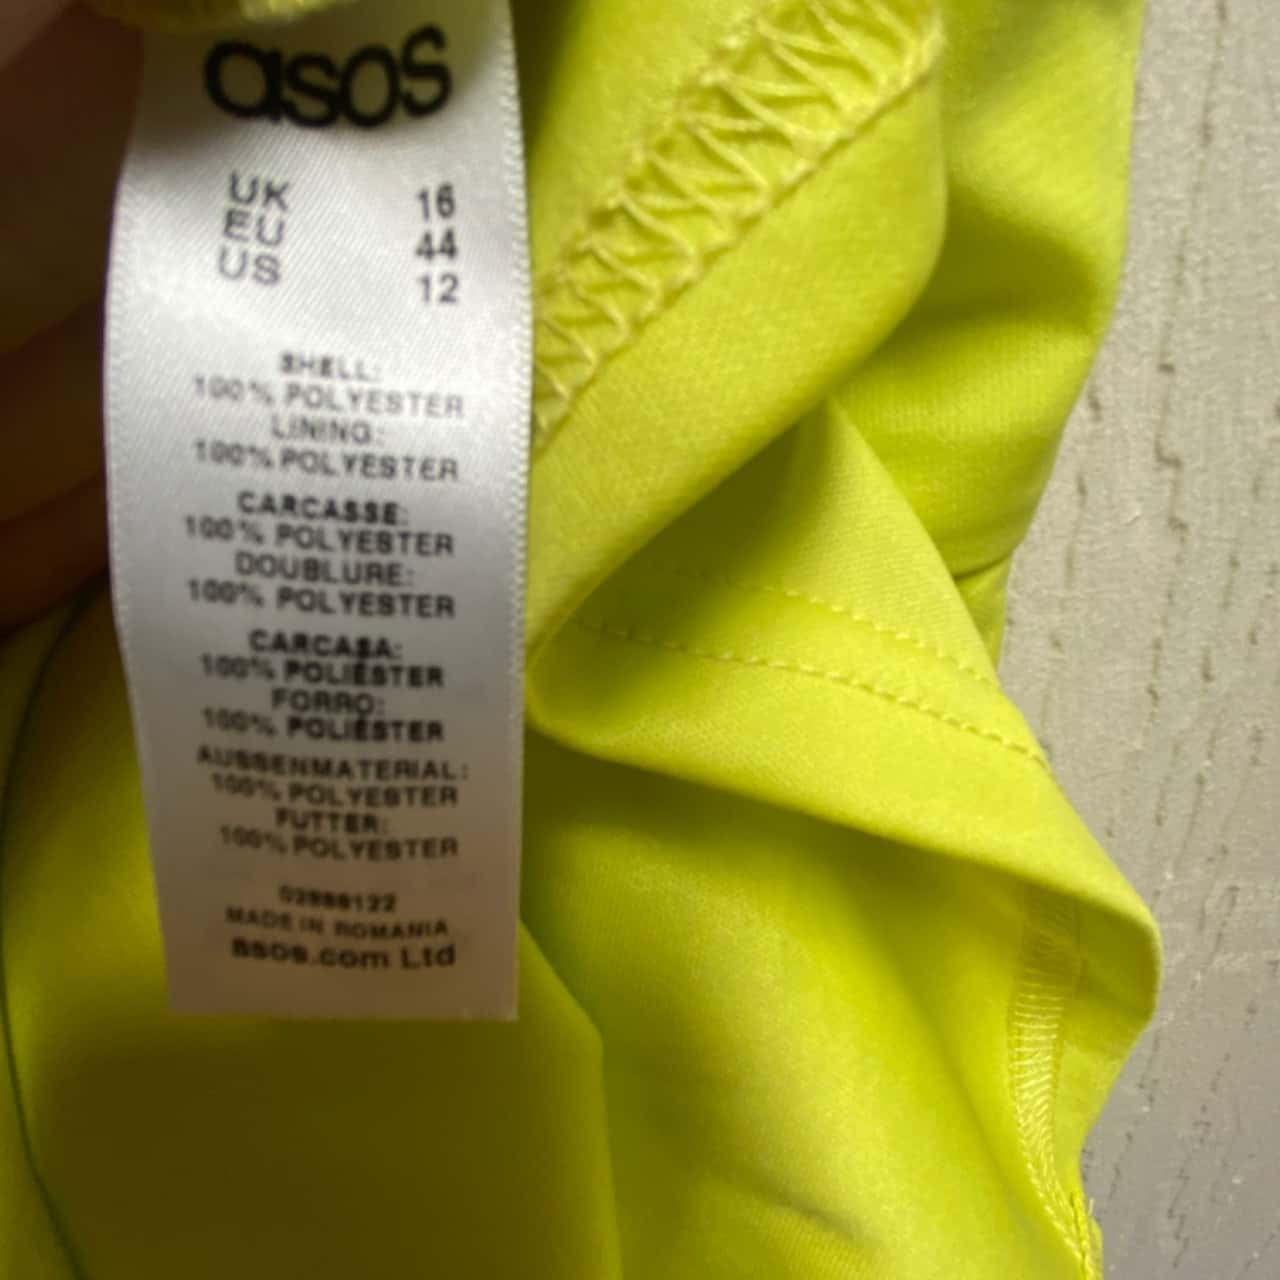 asos
UK 16
EU 44
US 12
SHELL:
100% POLYESTER
LINING:
100% POLYESTER
CARCASSE:
100% POLYESTER
DOUBLURE:
100% POLYESTER
CARCASA:
100% POLIÉSTER
FORRO:
100% POLIÉSTER
AUSSENMATERIAL:
100% POLYESTER
FUTTER:
100% POLYESTER
MADE IN ROMANIA
asos.com Ltd